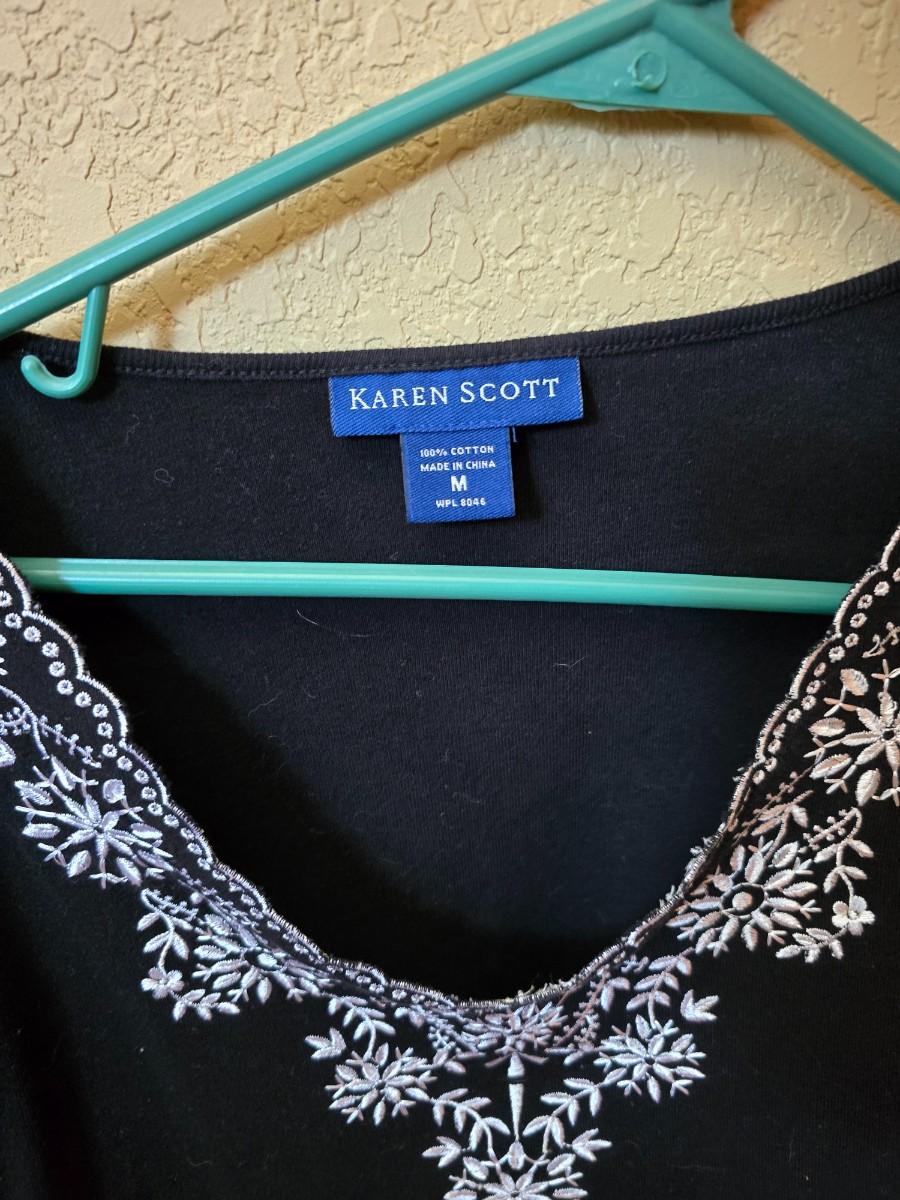 KAREN SCOTT
100% COTTON
MADE IN CHINA
M
WPL 8046